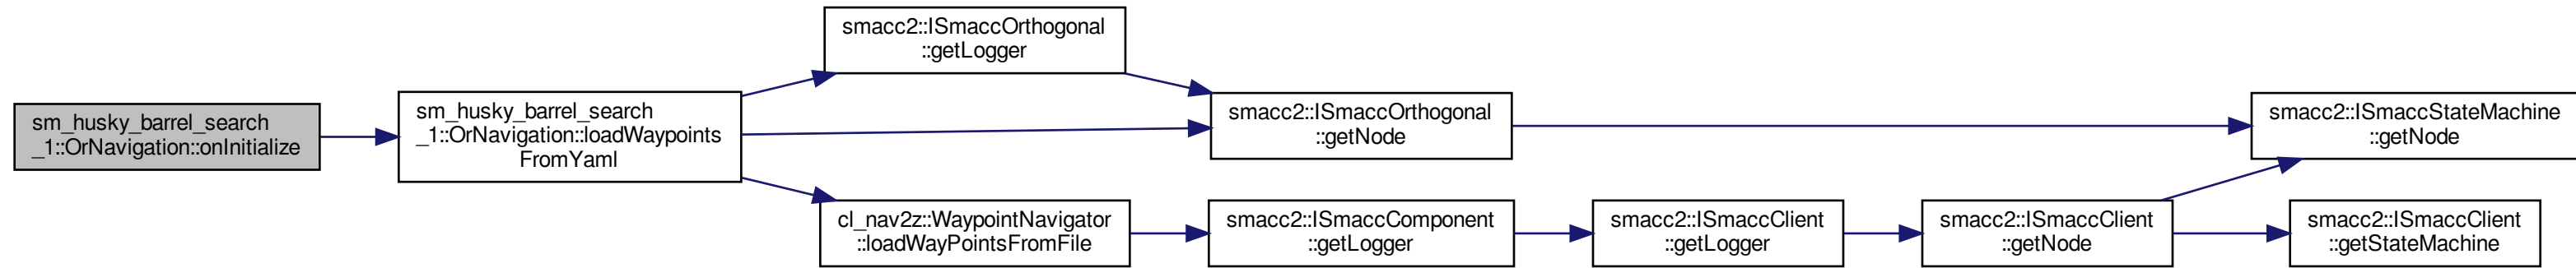 sm_husky_barrel_search
_1::OrNavigation::onInitialize
sm_husky_barrel_search
_1::OrNavigation::loadWaypoints
FromYaml
smacc2::ISmaccOrthogonal
::getLogger
smacc2::ISmaccOrthogonal
::getNode
smacc2::ISmaccStateMachine
::getNode
cl_nav2z::WaypointNavigator
::loadWayPointsFromFile
smacc2::ISmaccComponent
::getLogger
smacc2::ISmaccClient
::getLogger
smacc2::ISmaccClient
::getNode
smacc2::ISmaccClient
::getStateMachine